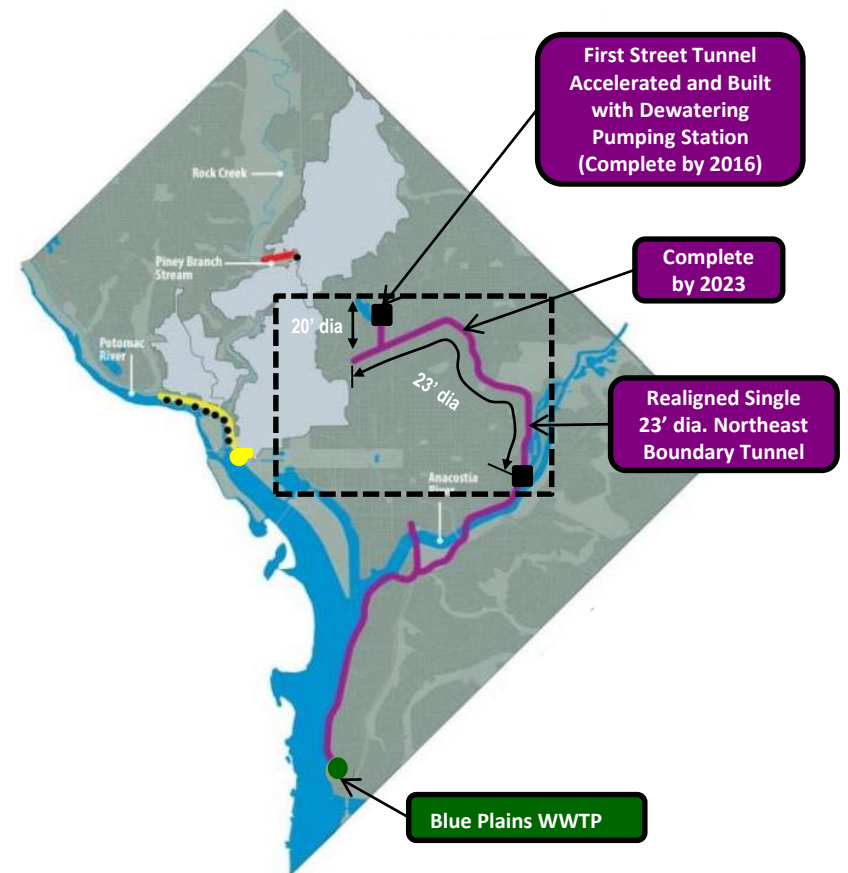 First Street Tunnel
Accelerated and Built
with Dewatering
Pumping Station
(Complete by 2016)
Rock Creek
Piney Branch
Stream
Complete
by 2023
20' dia
Potomac
River
23' dia
Realigned Single
23' dia. Northeast
Boundary Tunnel
Anacostia
River
Blue Plains WWTP